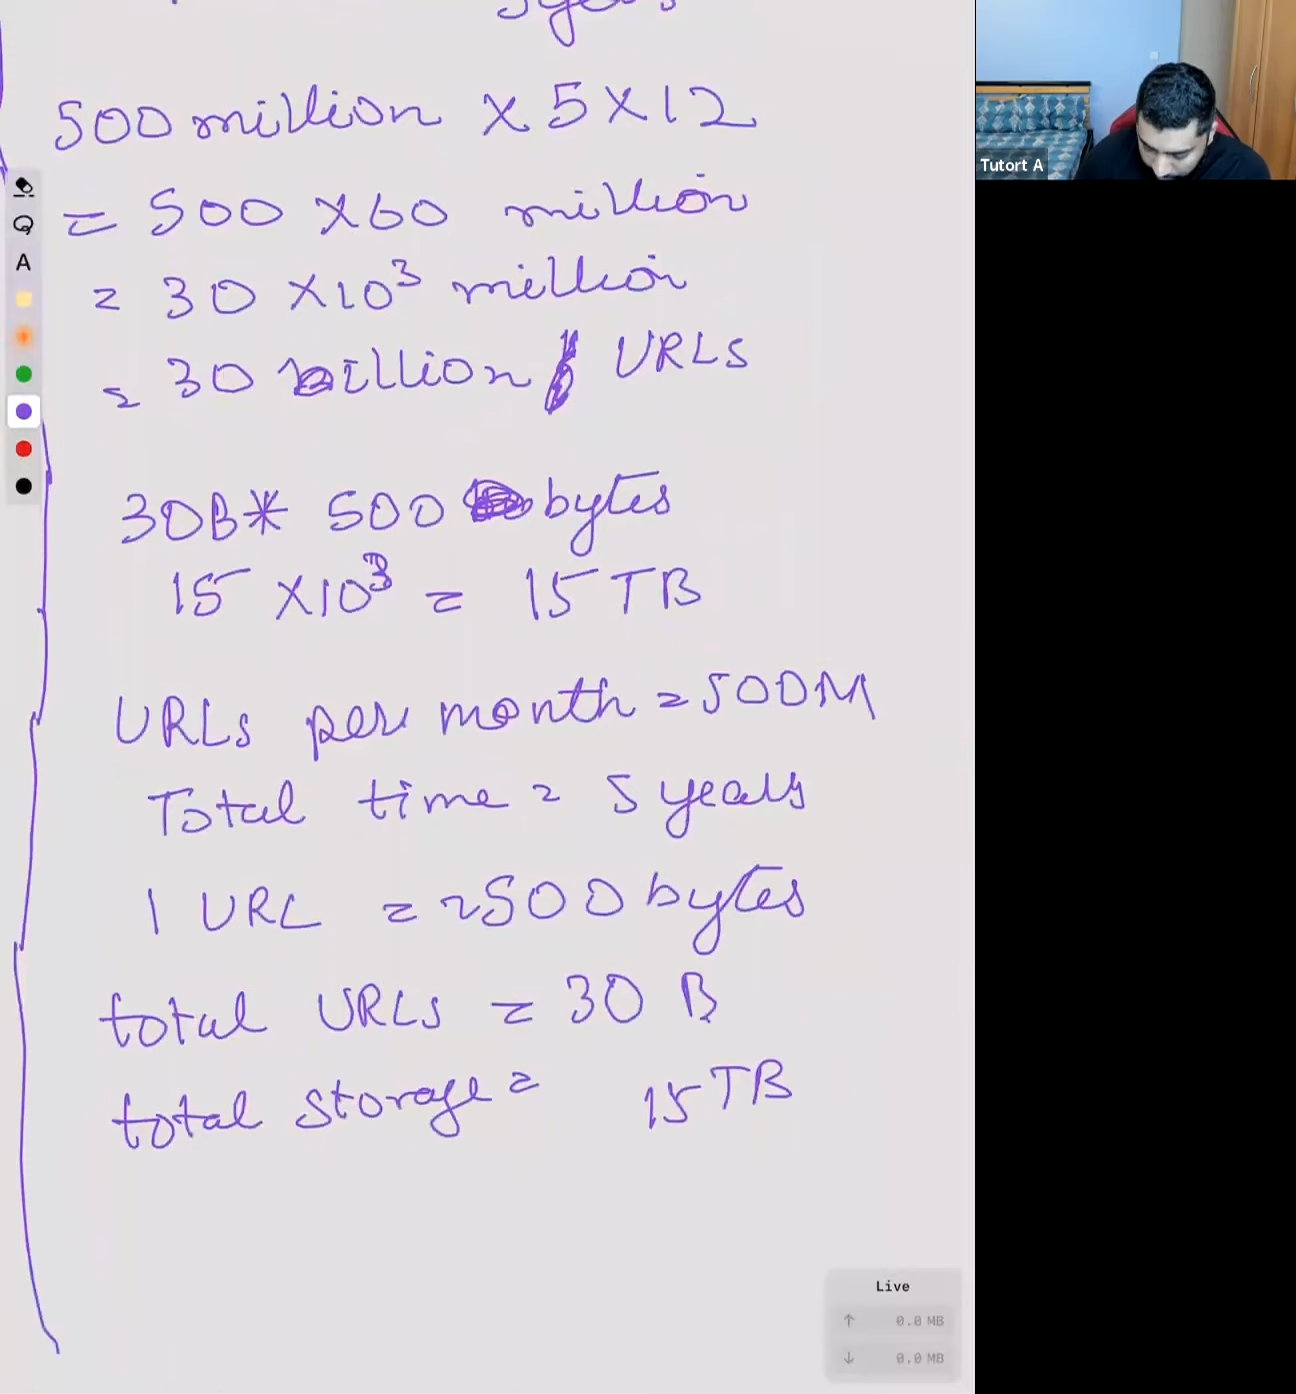 500 million x 5 x 12
= 500 x 60 million
= 30 x 10³ million
= 30 billion URLs
30B * 500 bytes
15 x 10³ = 15 TB
URLs per month = 500M
Total time = 5 years
1 URL = ~500 bytes
total URLs = 30 B
total storage = 15 TB
A
Tutort A
Live
↑ 0.0 MB
↓ 0.0 MB